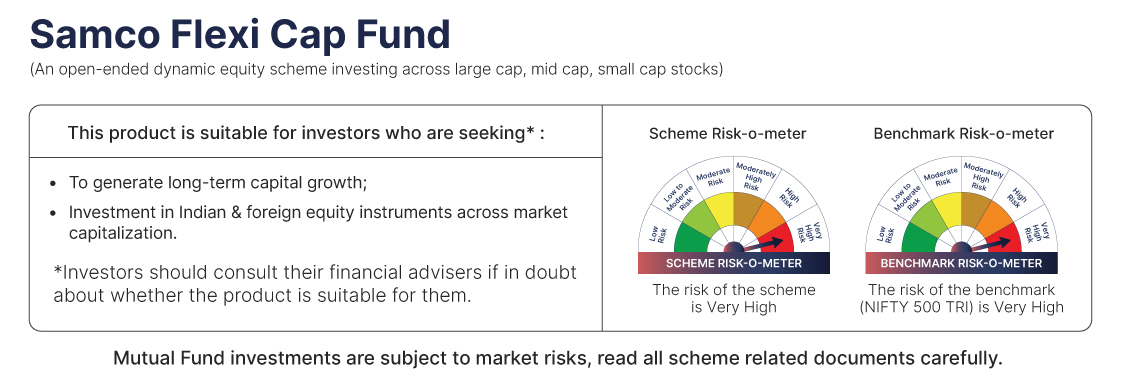 Samco Flexi Cap Fund
(An open-ended dynamic equity scheme investing across large cap, mid cap, small cap stocks)
This product is suitable for investors who are seeking* :
• To generate long-term capital growth;
• Investment in Indian & foreign equity instruments across market
capitalization.
*Investors should consult their financial advisers if in doubt
about whether the product is suitable for them.
Scheme Risk-o-meter
Low
Risk
Low to
Moderate
Risk
Moderate
Risk
Moderately
High
Risk
High
Risk
Very
High
Risk
SCHEME RISK-O-METER
The risk of the scheme
is Very High
Benchmark Risk-o-meter
Low
Risk
Low to
Moderate
Risk
Moderate
Risk
Moderately
High
Risk
High
Risk
Very
High
Risk
BENCHMARK RISK-O-METER
The risk of the benchmark
(NIFTY 500 TRI) is Very High
Mutual Fund investments are subject to market risks, read all scheme related documents carefully.